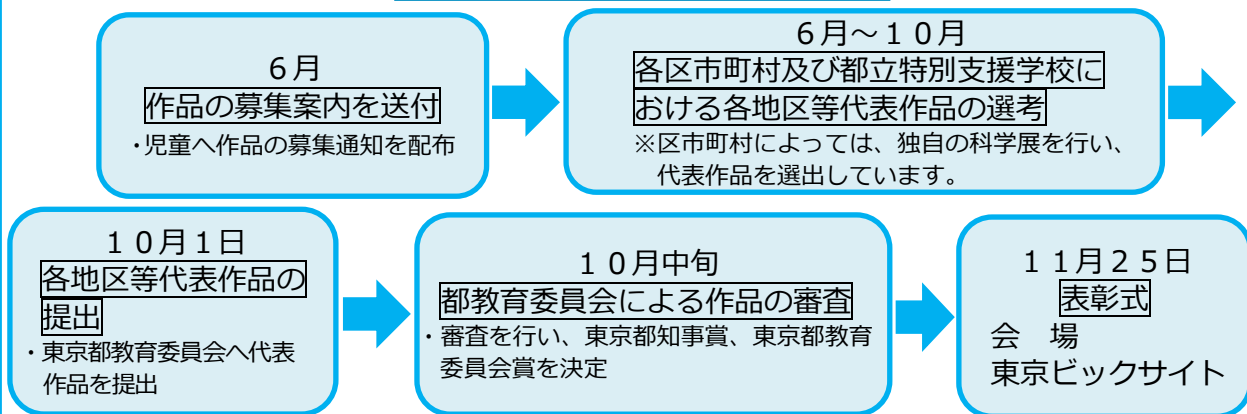 6月
作品の募集案内を送付
・児童へ作品の募集通知を配布
6月～１０月
各区市町村及び都立特別支援学校に
おける各地区等代表作品の選考
※区市町村によっては、独自の科学展を行い、
代表作品を選出しています。
１０月１日
各地区等代表作品の
提出
・東京都教育委員会へ代表
作品を提出
１０月中旬
都教育委員会による作品の審査
・審査を行い、東京都知事賞、東京都教育
委員会賞を決定
１１月２５日
表彰式
会　場
東京ビックサイト